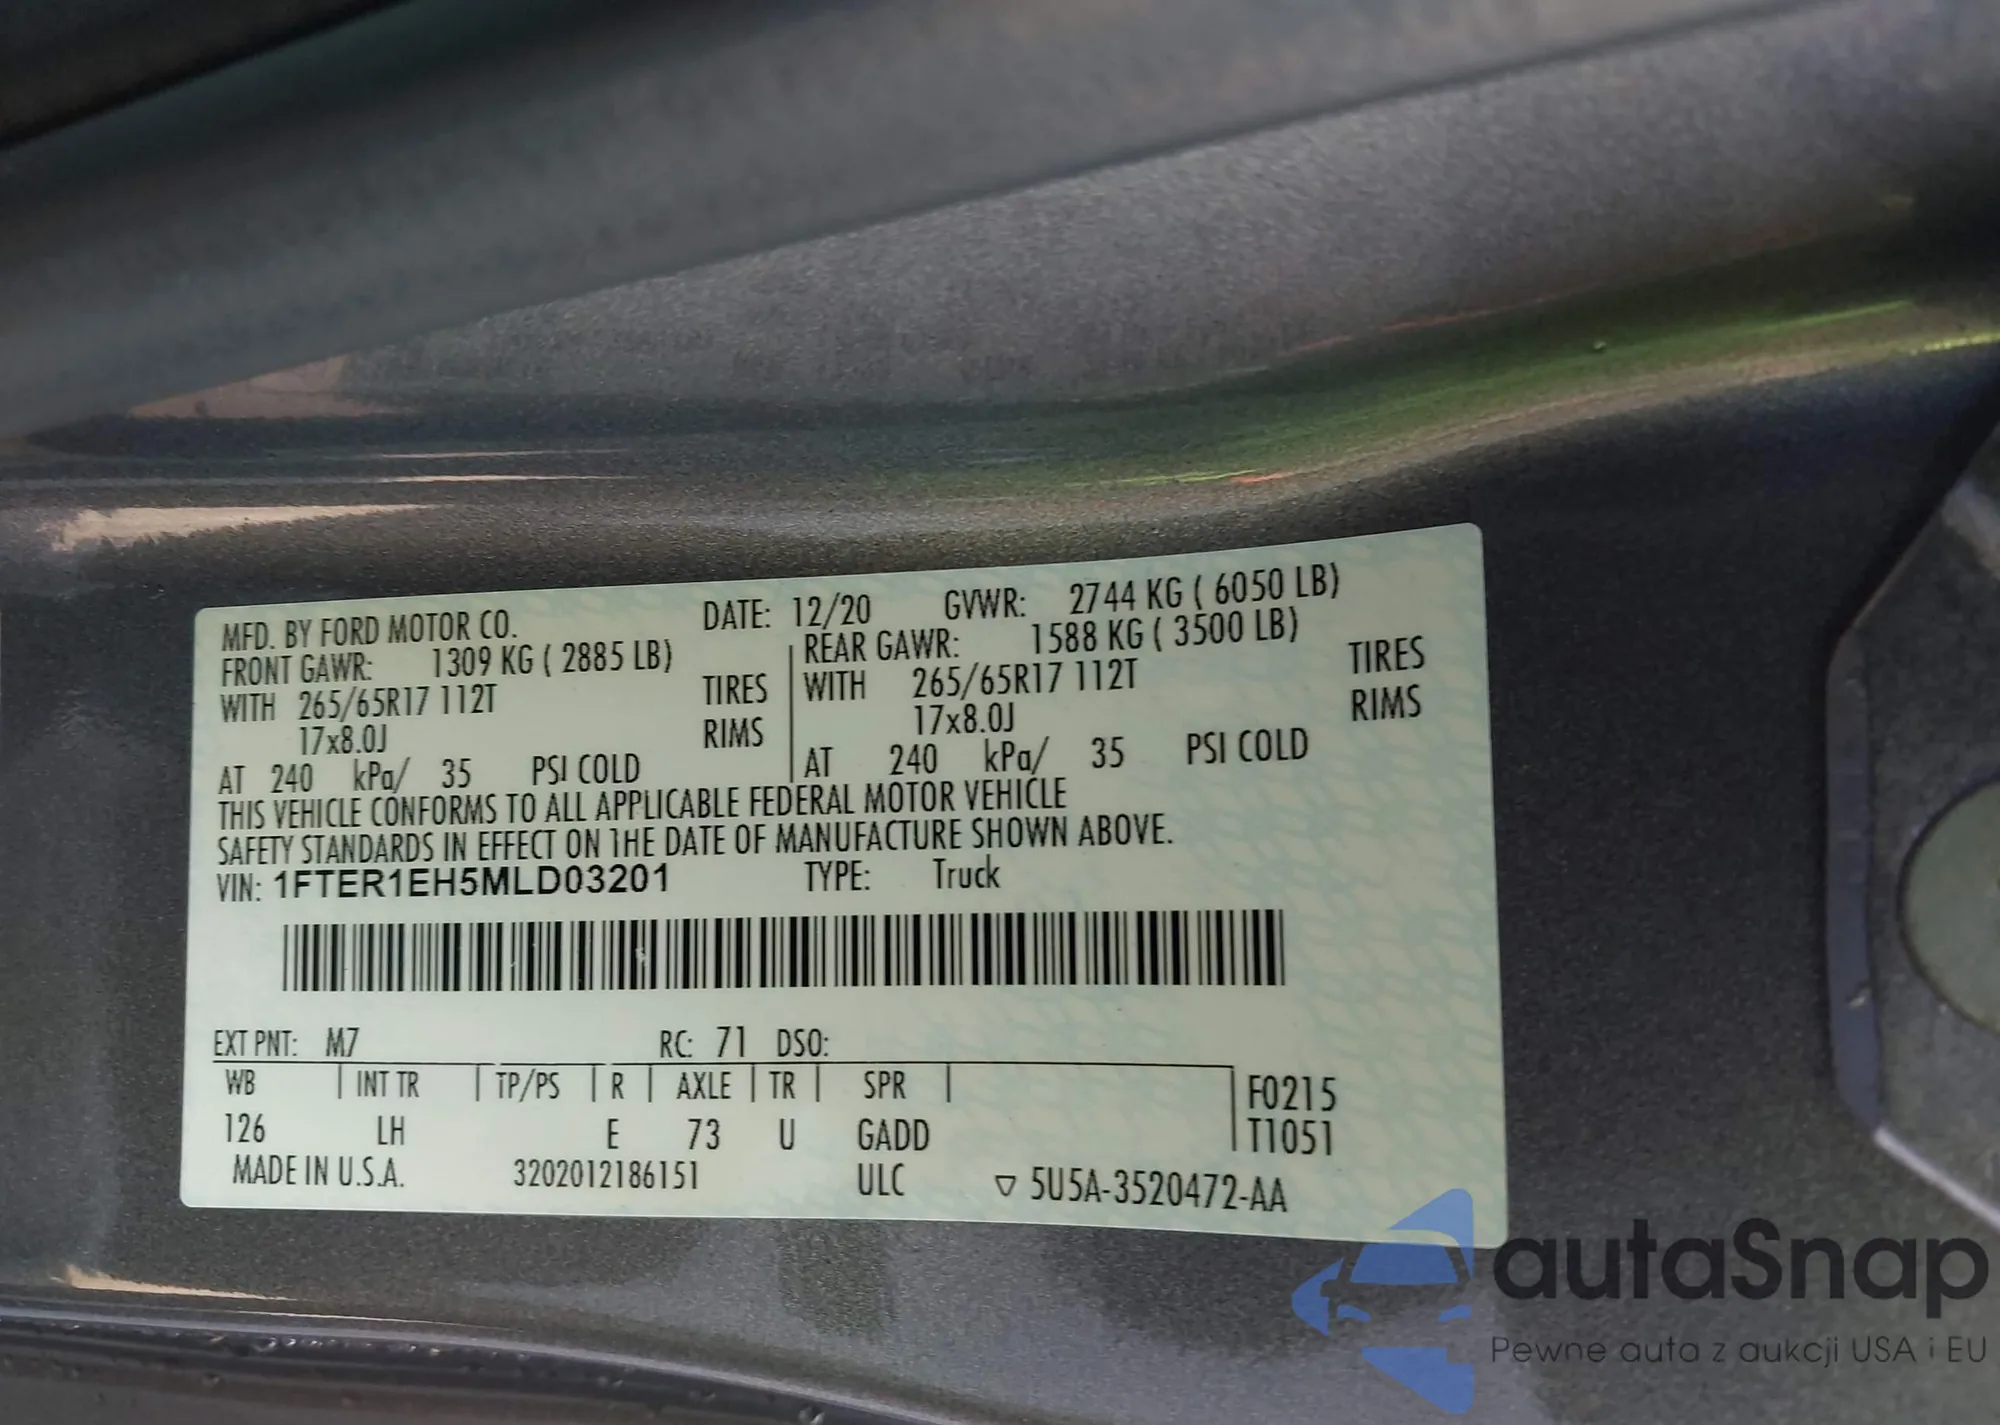 MFD. BY FORD MOTOR CO. DATE: 12/20 GVWR: 2744 KG ( 6050 LB)
FRONT GAWR: 1309 KG ( 2885 LB) REAR GAWR: 1588 KG ( 3500 LB)
WITH 265/65R17 112T TIRES WITH 265/65R17 112T TIRES
17x8.0J RIMS 17x8.0J RIMS
AT 240 kPa/ 35 PSI COLD AT 240 kPa/ 35 PSI COLD
THIS VEHICLE CONFORMS TO ALL APPLICABLE FEDERAL MOTOR VEHICLE
SAFETY STANDARDS IN EFFECT ON THE DATE OF MANUFACTURE SHOWN ABOVE.
VIN: 1FTER1EH5MLD03201 TYPE: Truck
EXT PNT: M7 RC: 71 DSO:
WB INT TR TP/PS R AXLE TR SPR F0215
126 LH E 73 U GADD T1051
MADE IN U.S.A. 3202012186151 ULC ▽ 5U5A-3520472-AA
autaSnap
Pewne auta z aukcji USA i EU